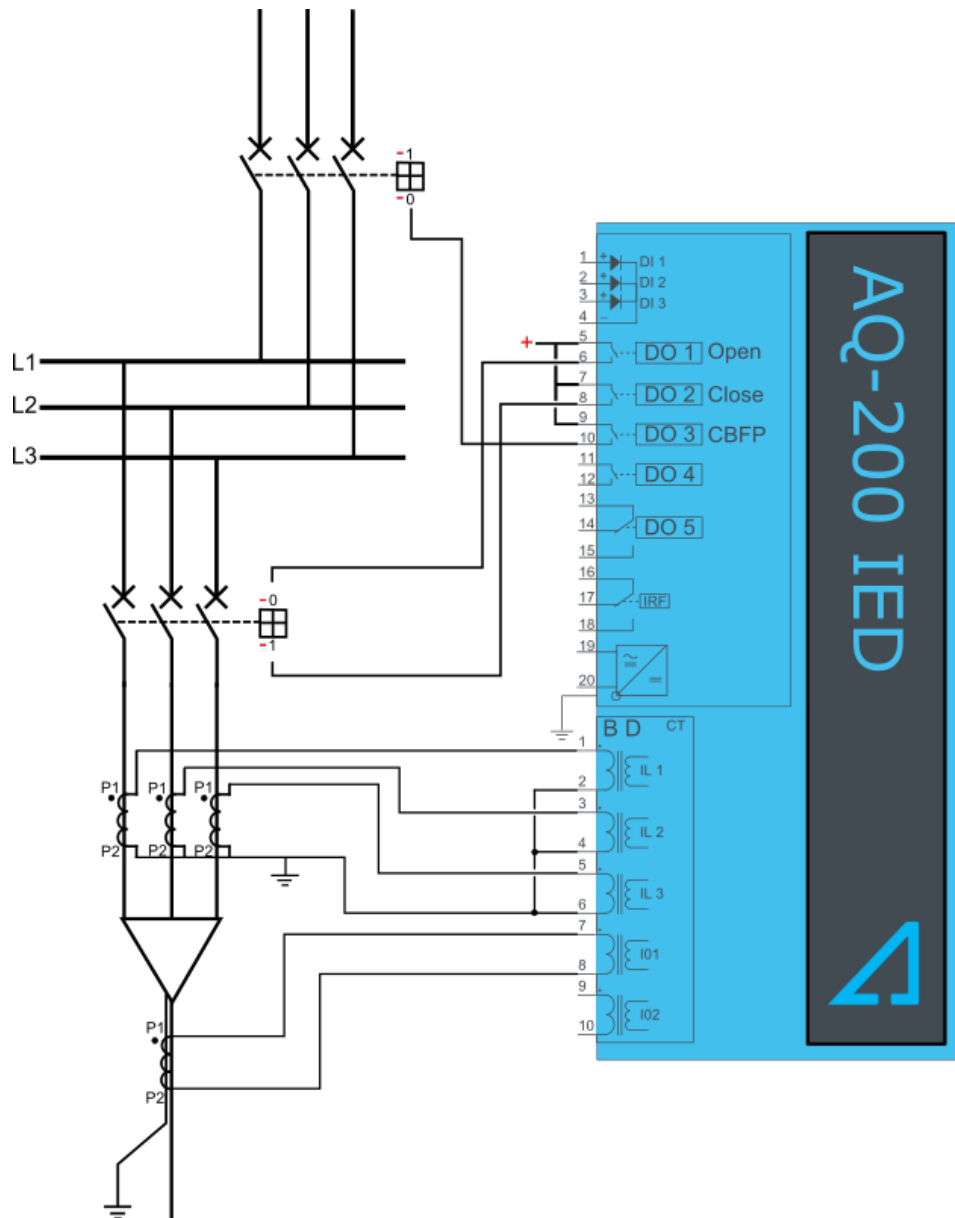 -1
-0
1 + DI 1
2 + DI 2
3 + DI 3
4 -
+ 5
6 DO 1 Open
7
8 DO 2 Close
9
10 DO 3 CBFP
11
12 DO 4
13
14 DO 5
15
16
17 IRF
18
19
20
L1
L2
L3
-0
-1
B D CT
1
2 IL 1
3
4 IL 2
5
6 IL 3
7
8 I01
9
10 I02
P1 P1 P1
P2 P2 P2
P1
P2
AQ-200 IED